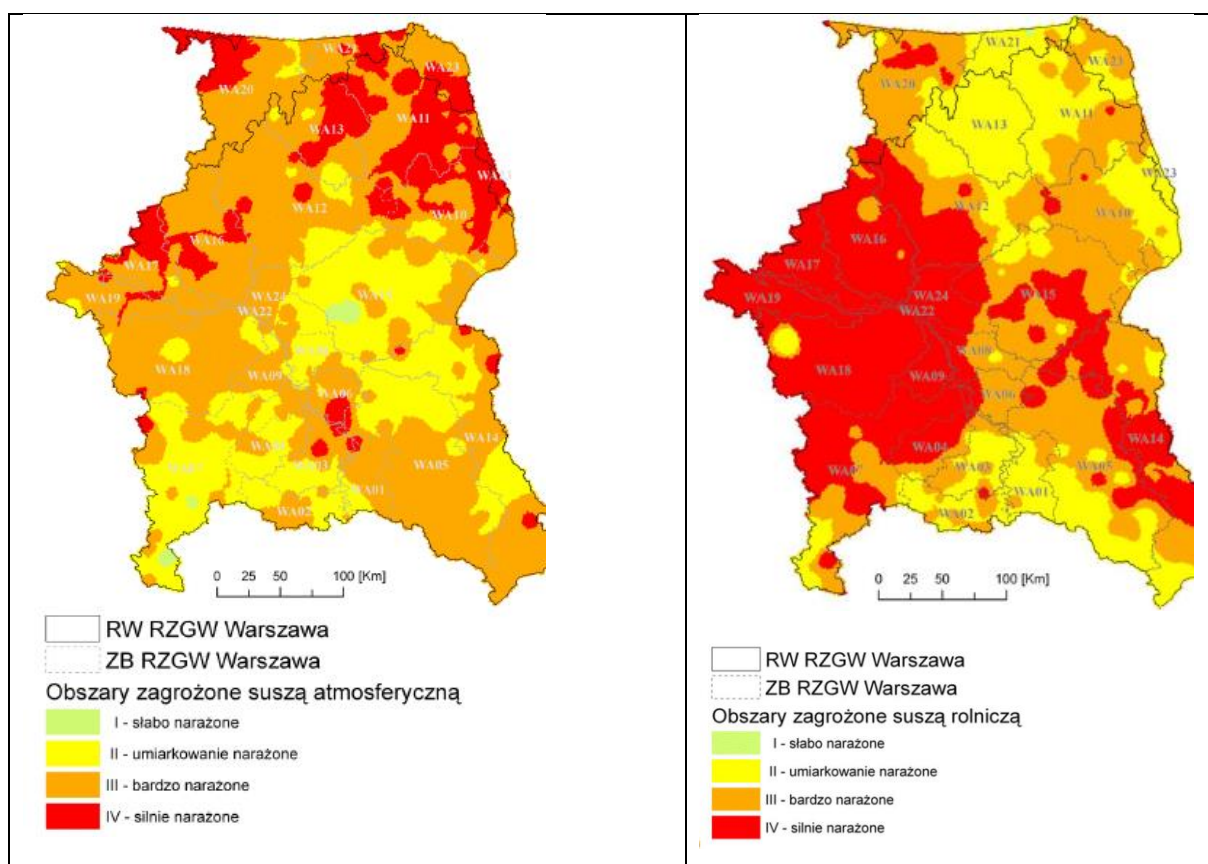 WA23
WA20
WA11
WA13
WA12
WA10
WA16
WA17
WA19
WA24
WA22
WA15
WA18
WA09
WA06
WA14
WA03
WA05
WA01
WA02
0 25 50 100 [Km]
RW RZGW Warszawa
ZB RZGW Warszawa
Obszary zagrożone suszą atmosferyczną
I - słabo narażone
II - umiarkowanie narażone
III - bardzo narażone
IV - silnie narażone
WA21
WA23
WA20
WA11
WA13
WA23
WA12
WA10
WA16
WA17
WA19
WA24
WA22
WA15
WA18
WA08
WA09
WA06
WA04
WA14
WA03
WA05
WA01
WA02
0 25 50 100 [Km]
RW RZGW Warszawa
ZB RZGW Warszawa
Obszary zagrożone suszą rolniczą
I - słabo narażone
II - umiarkowanie narażone
III - bardzo narażone
IV - silnie narażone